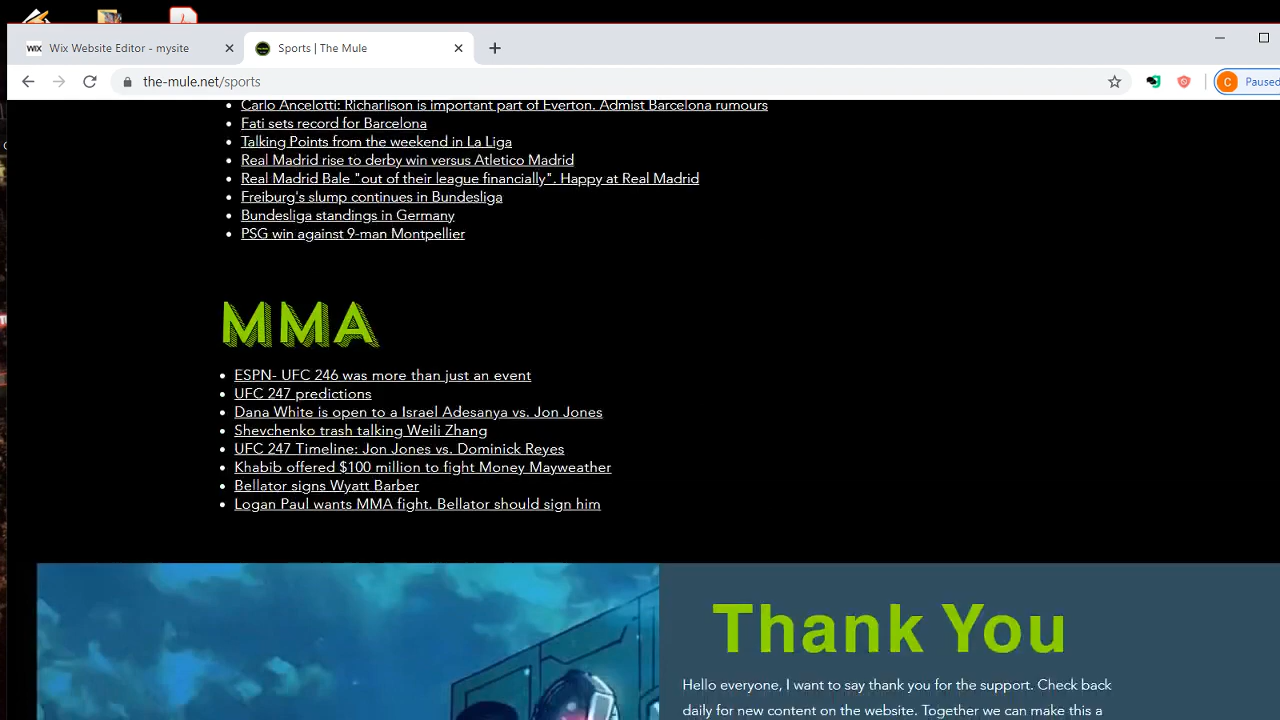 WIX Wix Website Editor - mysite
Sports | The Mule
the-mule.net/sports
C Paused
Carlo Ancelotti: Richarlison is important part of Everton. Admist Barcelona rumours
Fati sets record for Barcelona
Talking Points from the weekend in La Liga
Real Madrid rise to derby win versus Atletico Madrid
Real Madrid Bale "out of their league financially". Happy at Real Madrid
Freiburg's slump continues in Bundesliga
Bundesliga standings in Germany
PSG win against 9-man Montpellier
MMA
ESPN- UFC 246 was more than just an event
UFC 247 predictions
Dana White is open to a Israel Adesanya vs. Jon Jones
Shevchenko trash talking Weili Zhang
UFC 247 Timeline: Jon Jones vs. Dominick Reyes
Khabib offered $100 million to fight Money Mayweather
Bellator signs Wyatt Barber
Logan Paul wants MMA fight. Bellator should sign him
Thank You
Hello everyone, I want to say thank you for the support. Check back
daily for new content on the website. Together we can make this a